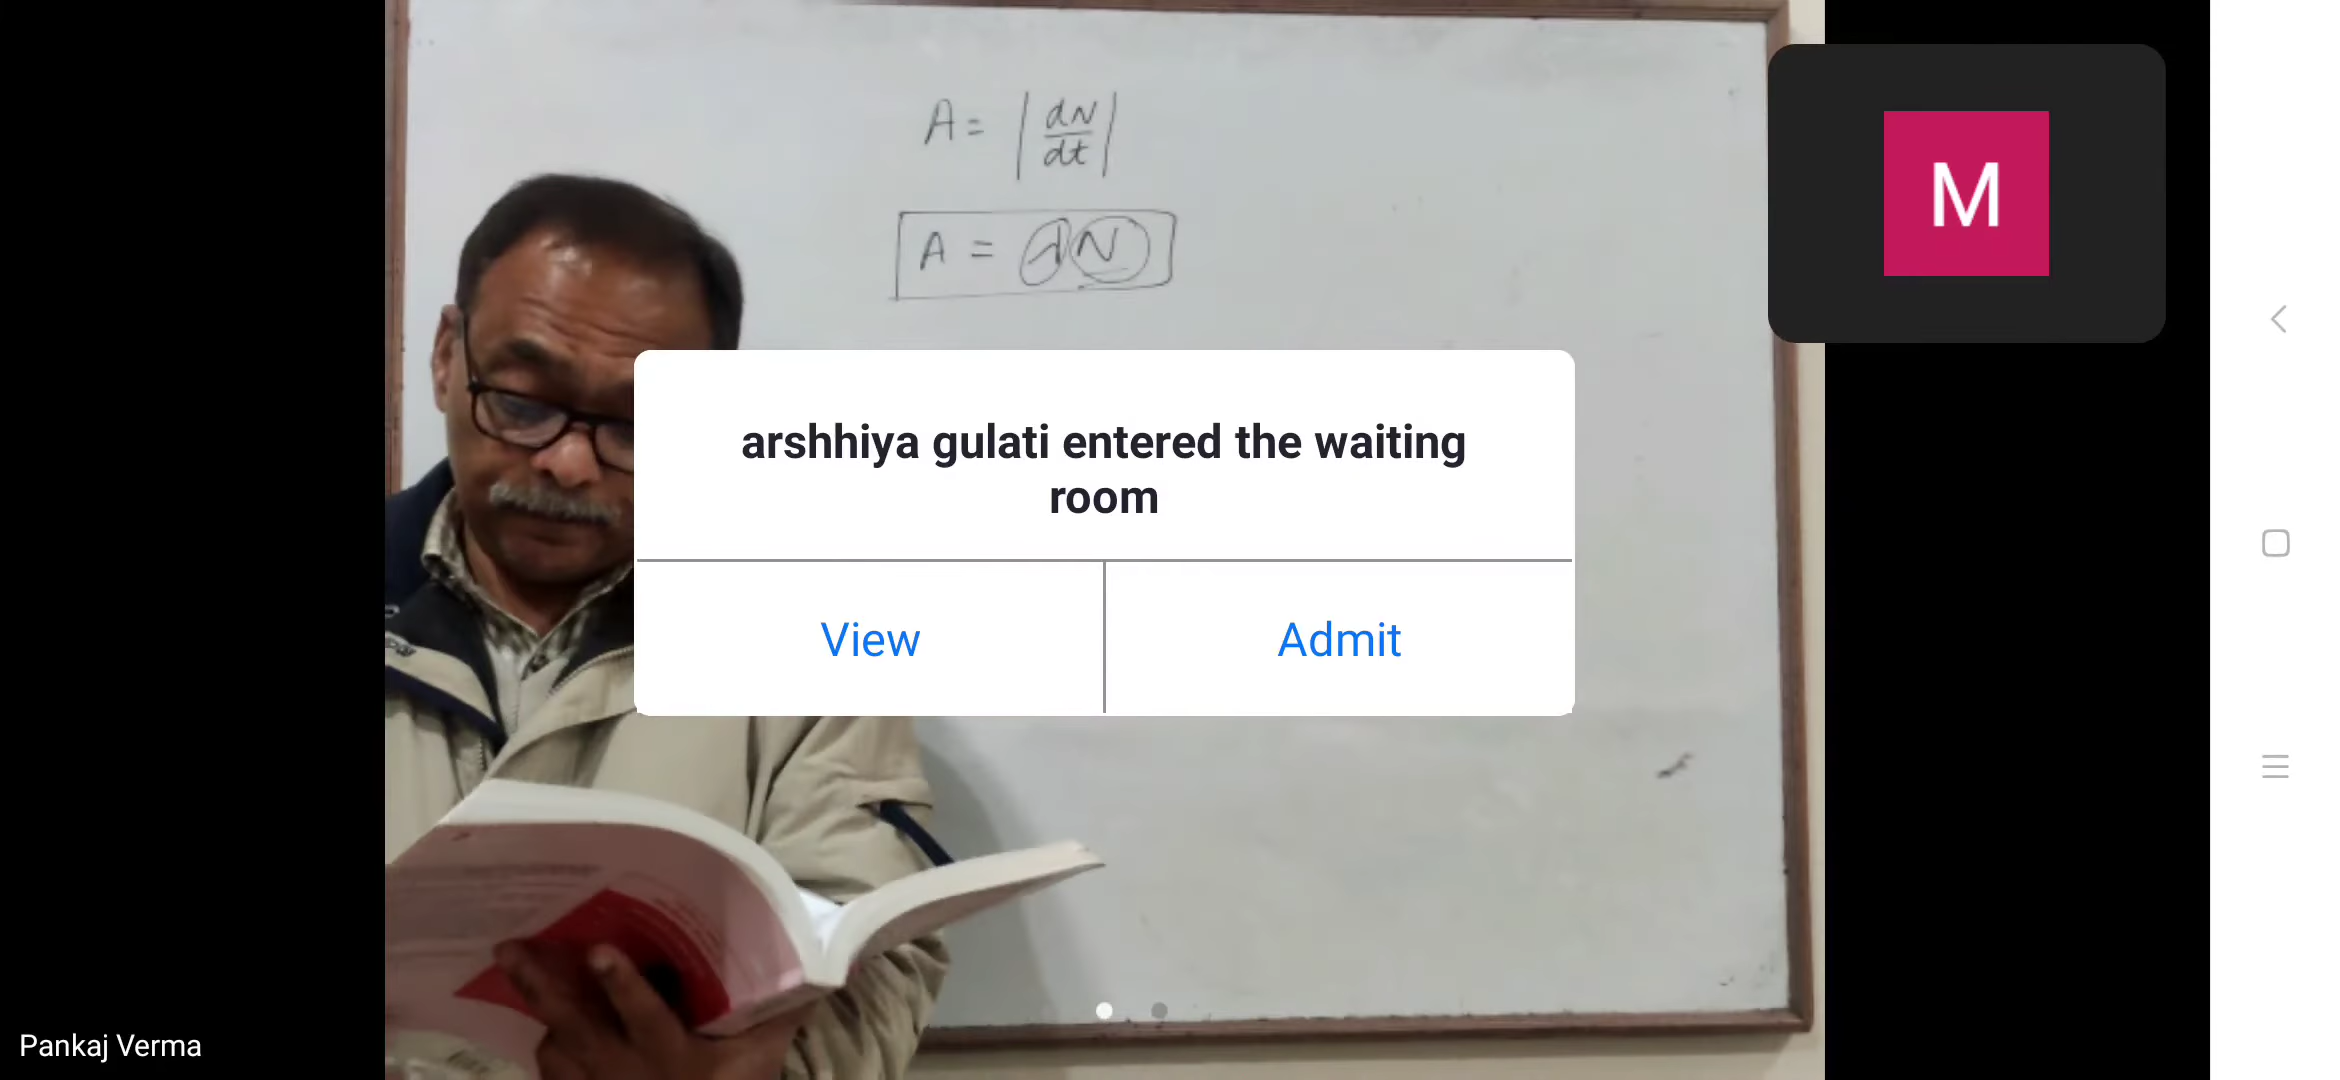 A = | dN/dt |
A = λN
M
arshhiya gulati entered the waiting
room
View
Admit
Pankaj Verma